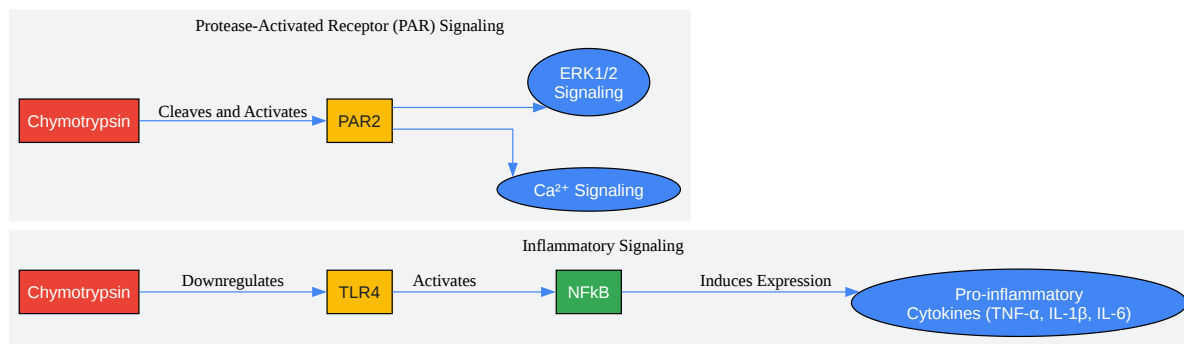 Protease-Activated Receptor (PAR) Signaling
ERK1/2
Signaling
Chymotrypsin
Cleaves and Activates
PAR2
Ca²⁺ Signaling
Inflammatory Signaling
Chymotrypsin
Downregulates
TLR4
Activates
NFkB
Induces Expression
Pro-inflammatory
Cytokines (TNF-α, IL-1β, IL-6)